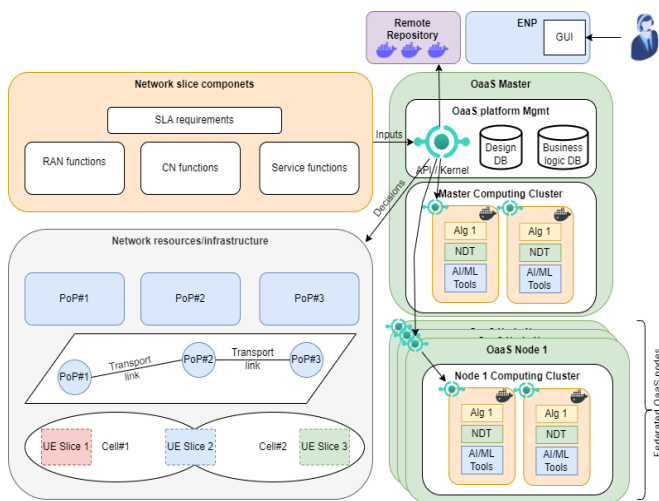 Remote
Repository
ENP
GUI
Network slice componets
SLA requirements
RAN functions
CN functions
Service functions
Inputs
OaaS Master
OaaS platform Mgmt
API / Kernel
Design
DB
Business
logic DB
Decisions
Master Computing Cluster
Alg 1
NDT
AI/ML
Tools
Alg 1
NDT
AI/ML
Tools
Network resources/infrastructure
PoP#1
PoP#2
PoP#3
PoP#1
Transport
link
PoP#2
Transport
link
PoP#3
UE Slice 1
Cell#1
UE Slice 2
Cell#2
UE Slice 3
OaaS Node 1
Node 1 Computing Cluster
Alg 1
NDT
AI/ML
Tools
Alg 1
NDT
AI/ML
Tools
Federated OaaS nodes